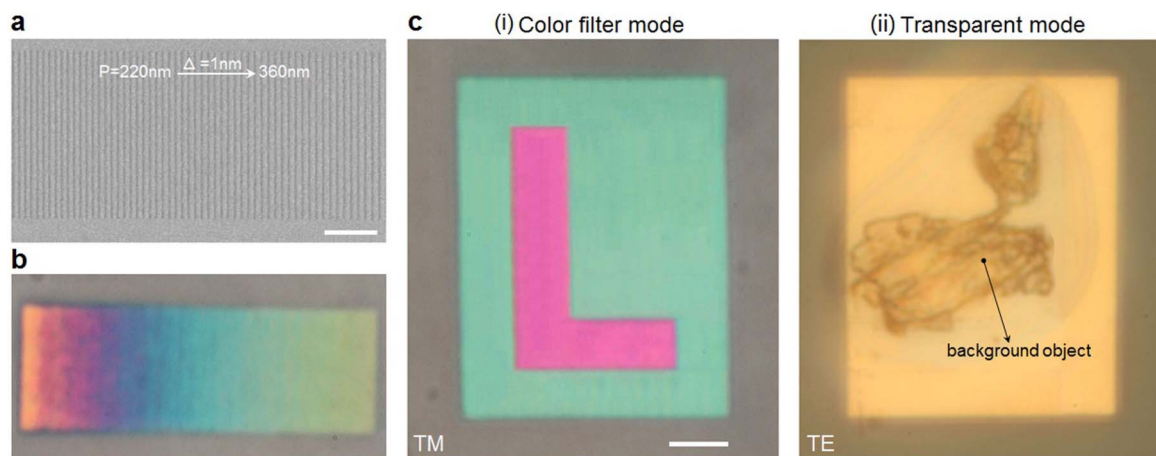 a
P=220nm Δ =1nm 360nm
b
c
(i) Color filter mode
TM
(ii) Transparent mode
background object
TE